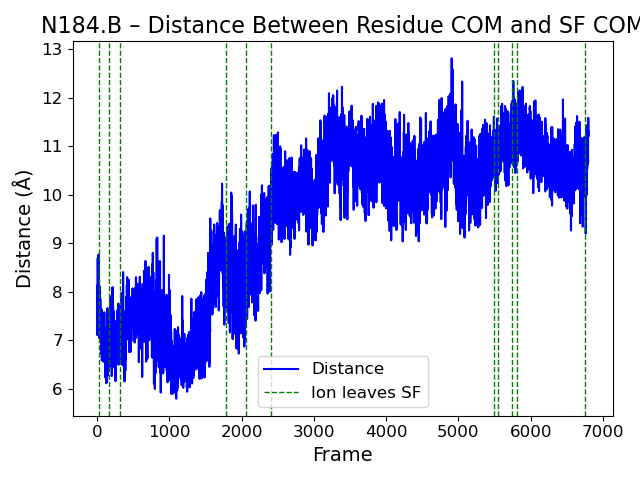 N184.B – Distance Between Residue COM and SF COM
13
12
11
10
9
8
7
6
Distance (Å)
Distance
Ion leaves SF
0 1000 2000 3000 4000 5000 6000 7000
Frame